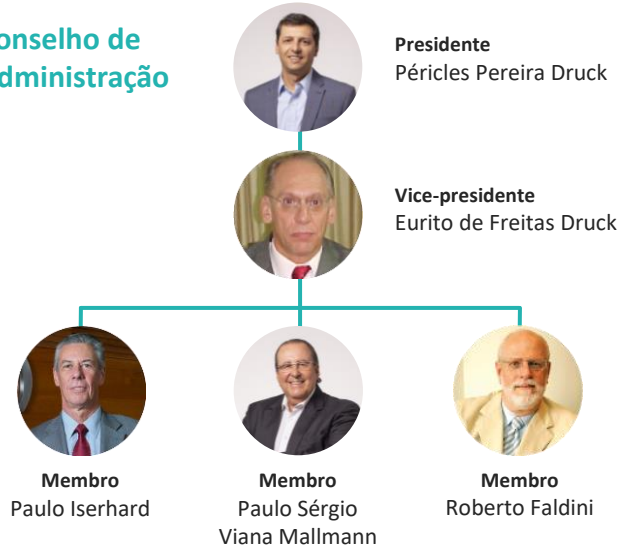 onselho de
dministração
Presidente
Péricles Pereira Druck
Vice-presidente
Eurito de Freitas Druck
Membro
Paulo Iserhard
Membro
Paulo Sérgio
Viana Mallmann
Membro
Roberto Faldini